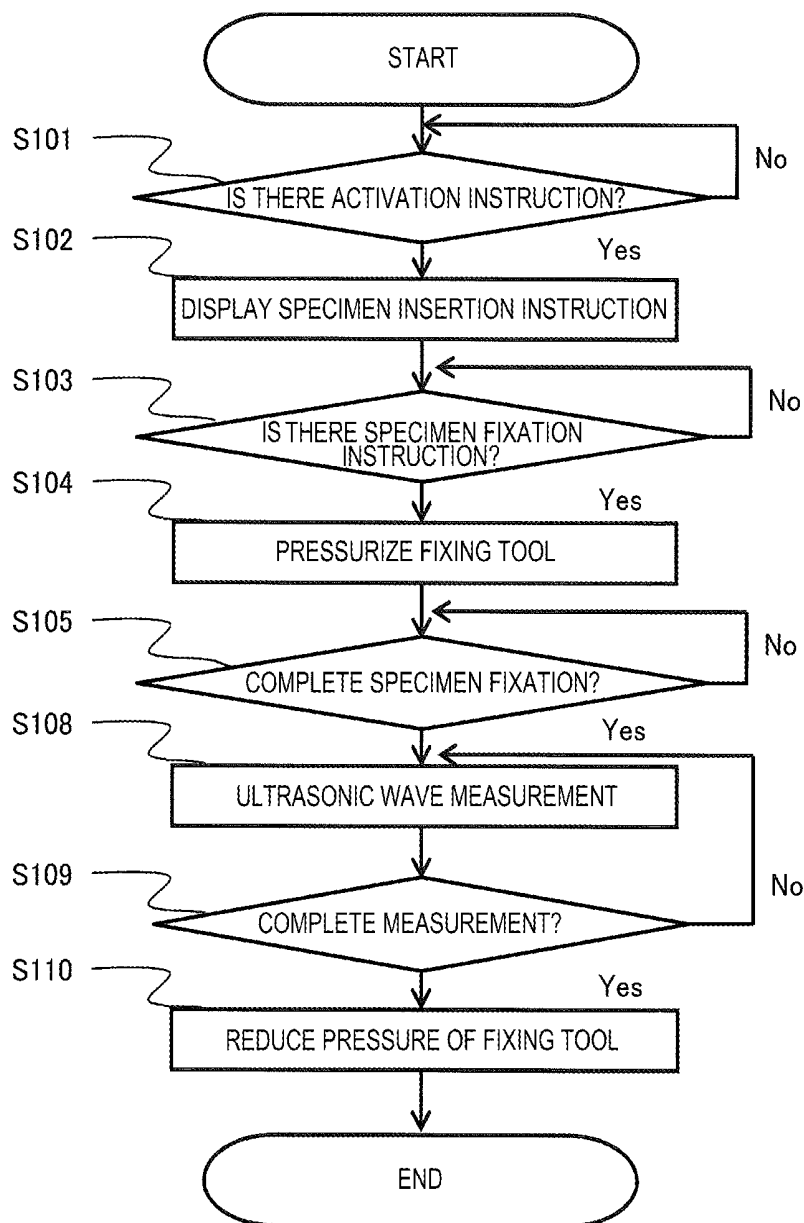 START
S101
No
IS THERE ACTIVATION INSTRUCTION?
S102
Yes
DISPLAY SPECIMEN INSERTION INSTRUCTION
S103
No
IS THERE SPECIMEN FIXATION
INSTRUCTION?
S104
Yes
PRESSURIZE FIXING TOOL
S105
No
COMPLETE SPECIMEN FIXATION?
S108
Yes
ULTRASONIC WAVE MEASUREMENT
S109
No
COMPLETE MEASUREMENT?
S110
Yes
REDUCE PRESSURE OF FIXING TOOL
END